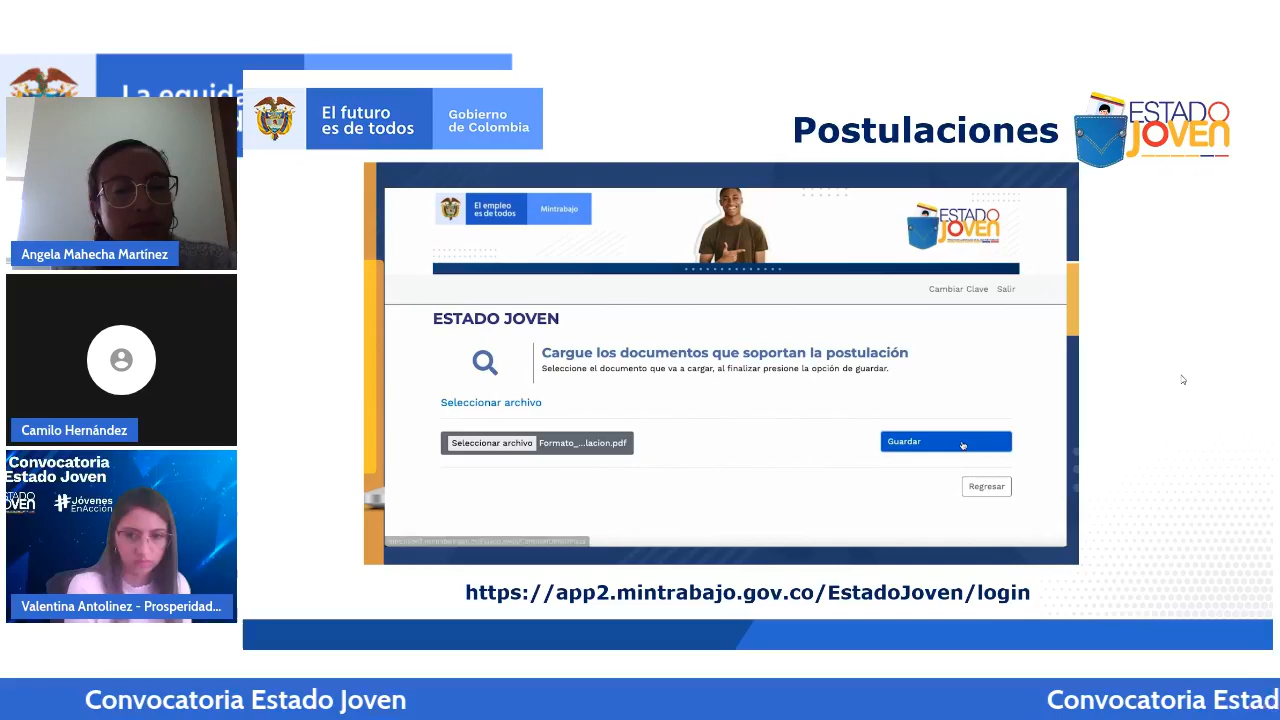 La equida
El futuro
es de todos
Gobierno
de Colombia
Postulaciones
ESTADO
JOVEN
El empleo
es de todos
Mintrabajo
ESTADO
JOVEN
Cambiar Clave Salir
ESTADO JOVEN
Cargue los documentos que soportan la postulación
Seleccione el documento que va a cargar, al finalizar presione la opción de guardar.
Seleccionar archivo
Seleccionar archivo Formato_...lacion.pdf
Guardar
Regresar
https://app2.mintrabajo.gov.co/EstadoJoven/login
Angela Mahecha Martínez
Camilo Hernández
Convocatoria
Estado Joven
#Jóvenes
EnAcción
Valentina Antolinez - Prosperidad...
Convocatoria Estado Joven
Convocatoria Estad